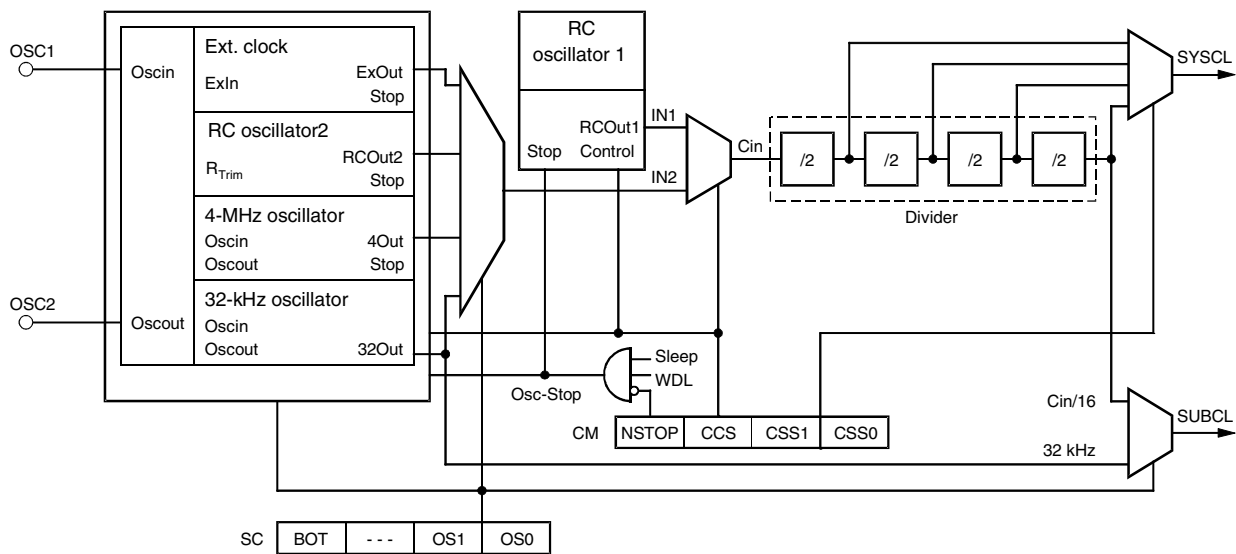 OSC1
Oscin
Ext. clock
ExIn
ExOut
Stop
RC oscillator2
RTrim
RCOut2
Stop
4-MHz oscillator
Oscin
Oscout
4Out
Stop
OSC2
Oscout
32-kHz oscillator
Oscin
Oscout
32Out
RC
oscillator 1
RCOut1
Stop
Control
IN1
IN2
Cin
/2
/2
/2
/2
Divider
SYSCL
Sleep
WDL
Osc-Stop
CM
NSTOP
CCS
CSS1
CSS0
Cin/16
32 kHz
SUBCL
SC
BOT
- - -
OS1
OS0